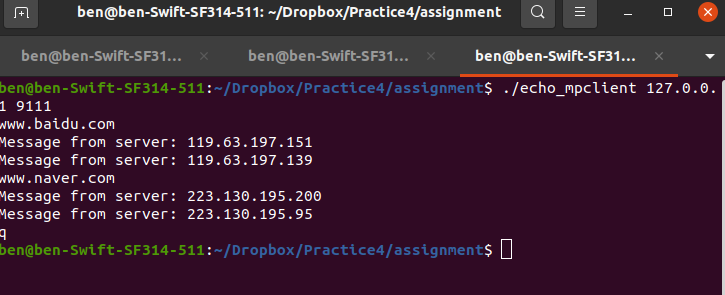 ben@ben-Swift-SF314-511: ~/Dropbox/Practice4/assignment
ben@ben-Swift-SF31...
ben@ben-Swift-SF31...
ben@ben-Swift-SF31...
ben@ben-Swift-SF314-511:~/Dropbox/Practice4/assignment$ ./echo_mpclient 127.0.0.
1 9111
www.baidu.com
Message from server: 119.63.197.151
Message from server: 119.63.197.139
www.naver.com
Message from server: 223.130.195.200
Message from server: 223.130.195.95
q
ben@ben-Swift-SF314-511:~/Dropbox/Practice4/assignment$